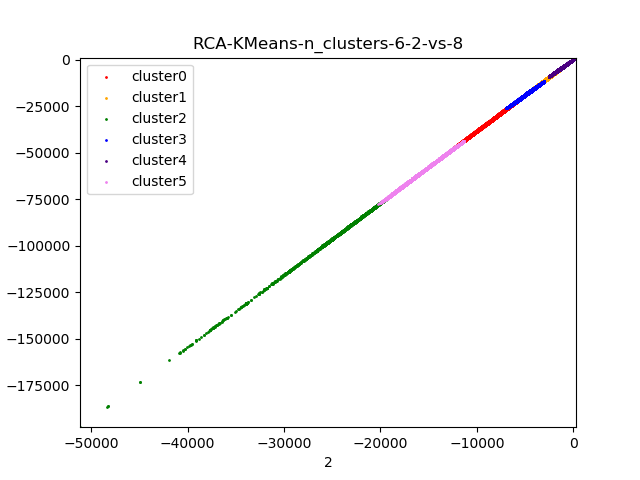 RCA-KMeans-n_clusters-6-2-vs-8
0
−25000
−50000
−75000
−100000
−125000
−150000
−175000
cluster0
cluster1
cluster2
cluster3
cluster4
cluster5
−50000 −40000 −30000 −20000 −10000 0
2